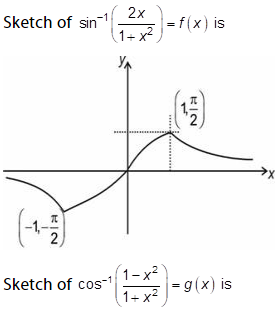 Sketch of sin⁻¹(2x/(1+x²)) = f(x) is
y
(1, π/2)
x
(-1, -π/2)
Sketch of cos⁻¹((1-x²)/(1+x²)) = g(x) is